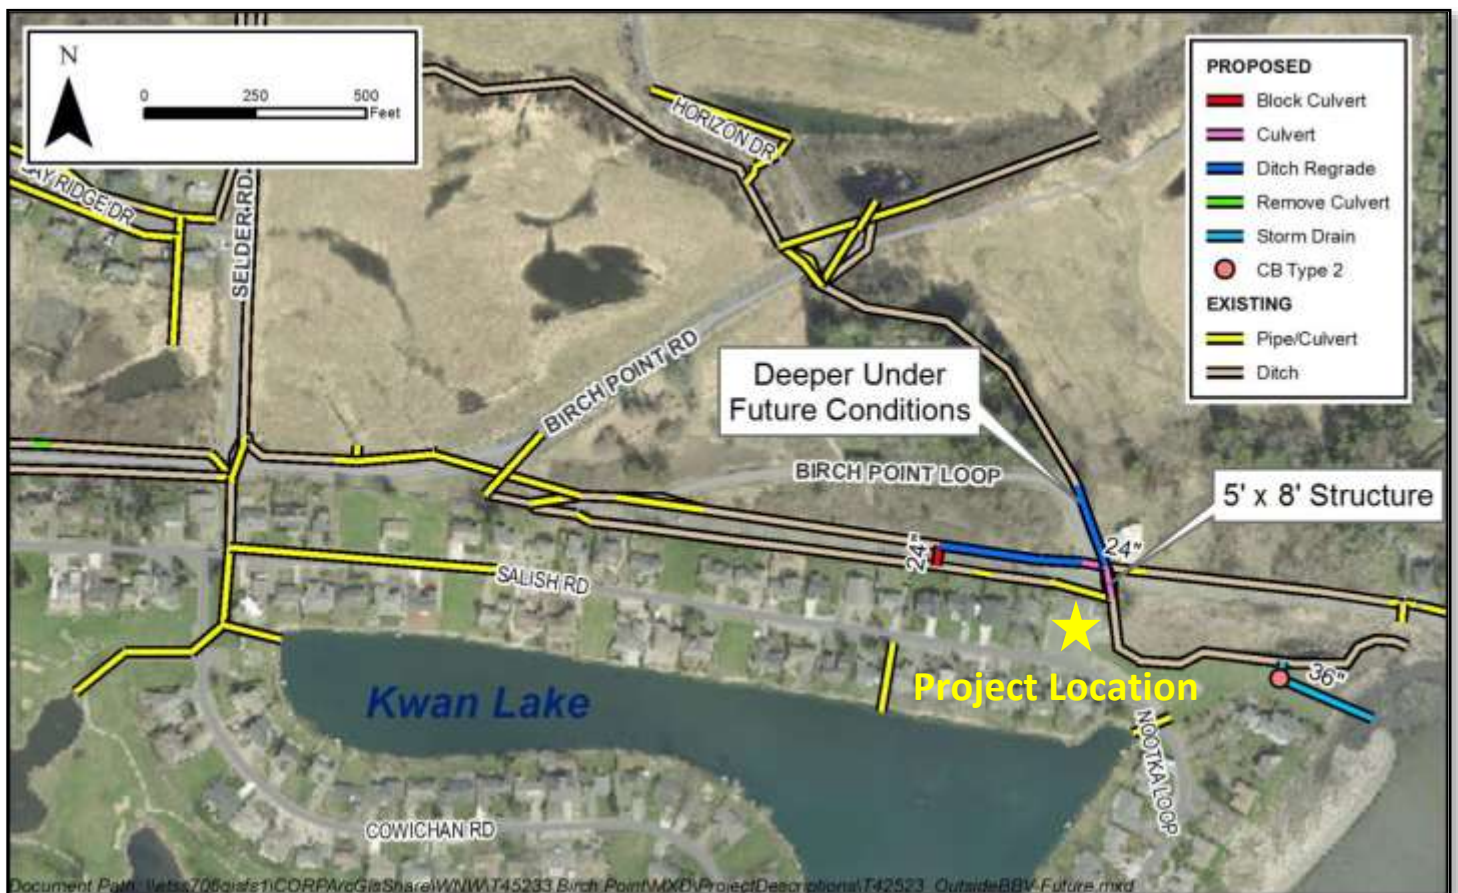 N
0 250 500
Feet
PROPOSED
Block Culvert
Culvert
Ditch Regrade
Remove Culvert
Storm Drain
CB Type 2
EXISTING
Pipe/Culvert
Ditch
HORIZON DR
RIDGE DR
SELDER RD
BIRCH POINT RD
Deeper Under
Future Conditions
BIRCH POINT LOOP
5' x 8' Structure
24"
24"
SALISH RD
Project Location
36"
Kwan Lake
NOOTKA LOOP
COWICHAN RD